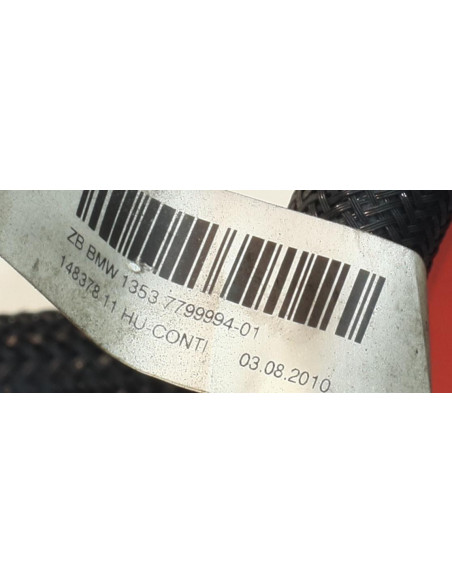 ZB BMW 1353 7799994-01
148378.11 HU-CONTI 03.08.2010